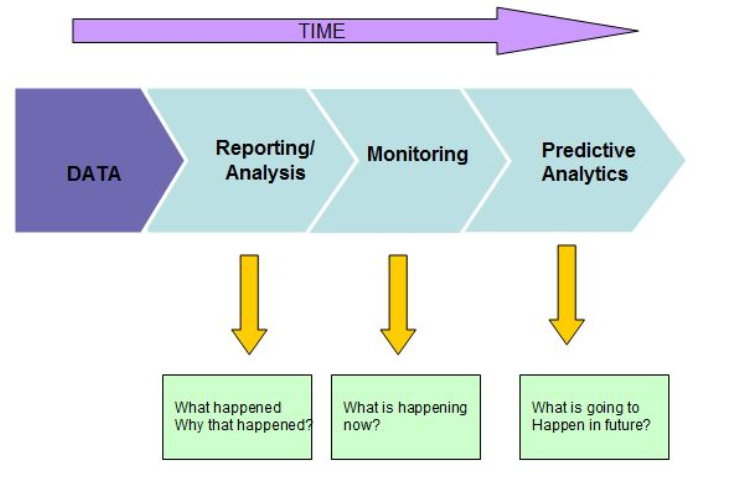 TIME
DATA
Reporting/
Analysis
Monitoring
Predictive
Analytics
What happened
Why that happened?
What is happening
now?
What is going to
Happen in future?